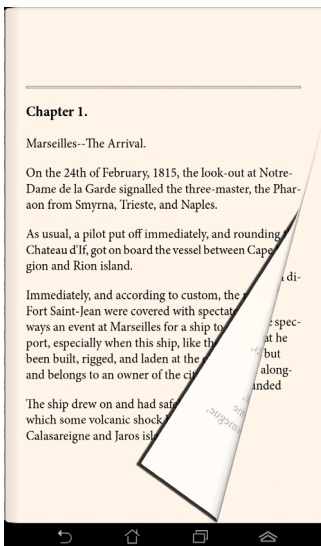 Chapter 1.
Marseilles--The Arrival.
On the 24th of February, 1815, the look-out at Notre-
Dame de la Garde signalled the three-master, the Phar-
aon from Smyrna, Trieste, and Naples.
As usual, a pilot put off immediately, and rounding
Chateau d'If, got on board the vessel between Cape
gion and Rion island.
di-
Immediately, and according to custom, the
Fort Saint-Jean were covered with spectat
spec-
ways an event at Marseilles for a ship to
at he
port, especially when this ship, like th
but
been built, rigged, and laden at the
along-
and belongs to an owner of the cit
unded
The ship drew on and had safe
which some volcanic shock
Calasareigne and Jaros isl